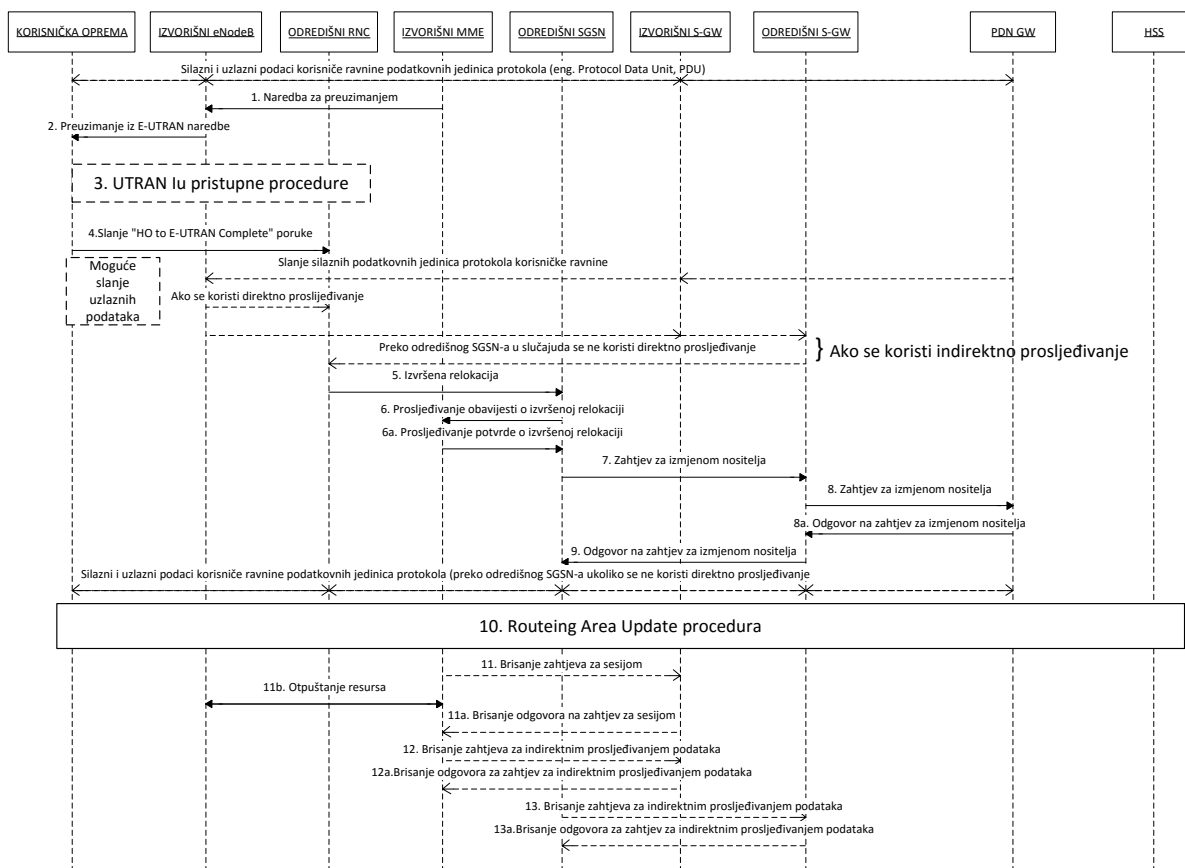 KORISNIČKA OPREMA
IZVORIŠNI eNodeB
ODREDIŠNI RNC
IZVORIŠNI MME
ODREDIŠNI SGSN
IZVORIŠNI S-GW
ODREDIŠNI S-GW
PDN GW
HSS
Silazni i uzlazni podaci korisniče ravnine podatkovnih jedinica protokola (eng. Protocol Data Unit, PDU)
1. Naredba za preuzimanjem
2. Preuzimanje iz E-UTRAN naredbe
3. UTRAN Iu pristupne procedure
4.Slanje "HO to E-UTRAN Complete" poruke
Moguće
slanje
uzlaznih
podataka
Slanje silaznih podatkovnih jedinica protokola korisničke ravnine
Ako se koristi direktno proslijeđivanje
Preko odredišnog SGSN-a u slučajuda se ne koristi direktno prosljeđivanje
} Ako se koristi indirektno prosljeđivanje
5. Izvršena relokacija
6. Prosljeđivanje obavijesti o izvršenoj relokaciji
6a. Prosljeđivanje potvrde o izvršenoj relokaciji
7. Zahtjev za izmjenom nositelja
8. Zahtjev za izmjenom nositelja
8a. Odgovor na zahtjev za izmjenom nositelja
9. Odgovor na zahtjev za izmjenom nositelja
Silazni i uzlazni podaci korisniče ravnine podatkovnih jedinica protokola (preko odredišnog SGSN-a ukoliko se ne koristi direktno prosljeđivanje
10. Routeing Area Update procedura
11. Brisanje zahtjeva za sesijom
11b. Otpuštanje resursa
11a. Brisanje odgovora na zahtjev za sesijom
12. Brisanje zahtjeva za indirektnim prosljeđivanjem podataka
12a.Brisanje odgovora za zahtjev za indirektnim prosljeđivanjem podataka
13. Brisanje zahtjeva za indirektnim prosljeđivanjem podataka
13a.Brisanje odgovora za zahtjev za indirektnim prosljeđivanjem podataka